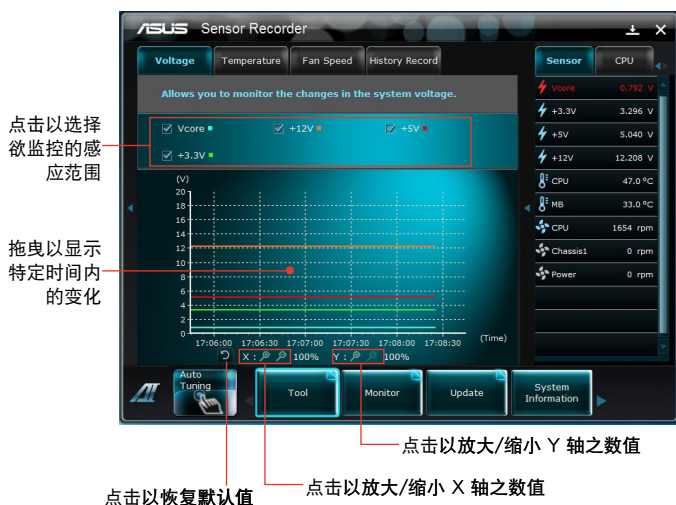 ASUS Sensor Recorder
Voltage Temperature Fan Speed History Record
Allows you to monitor the changes in the system voltage.
Vcore +12V +5V
+3.3V
(V)
20
18
16
14
12
10
8
6
4
2
0
17:06:00 17:06:30 17:07:00 17:07:30 17:08:00 17:08:30 (Time)
X : 100% Y : 100%
Sensor CPU
Vcore 0.792 V
+3.3V 3.296 V
+5V 5.040 V
+12V 12.208 V
CPU 47.0 ºC
MB 33.0 ºC
CPU 1654 rpm
Chassis1 0 rpm
Power 0 rpm
Auto
Tuning
Tool
Monitor
Update
System
Information
点击以选择
欲监控的感
应范围
拖曳以显示
特定时间内
的变化
点击以放大/缩小 Y 轴之数值
点击以放大/缩小 X 轴之数值
点击以恢复默认值